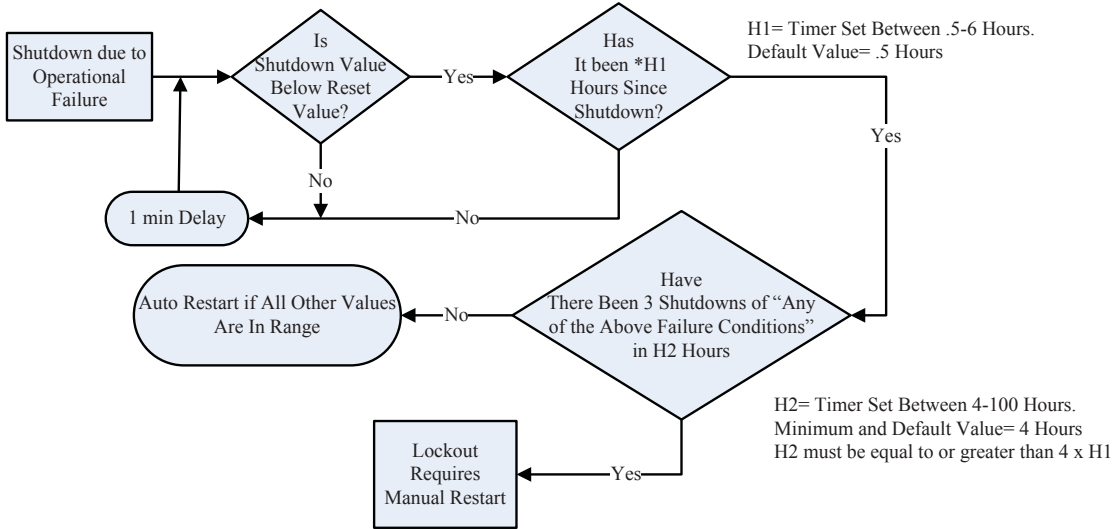 Shutdown due to
Operational
Failure
Is
Shutdown Value
Below Reset
Value?
Yes
Has
It been *H1
Hours Since
Shutdown?
H1= Timer Set Between .5-6 Hours.
Default Value= .5 Hours
Yes
No
1 min Delay
No
Auto Restart if All Other Values
Are In Range
No
Have
There Been 3 Shutdowns of “Any
of the Above Failure Conditions”
in H2 Hours
H2= Timer Set Between 4-100 Hours.
Minimum and Default Value= 4 Hours
H2 must be equal to or greater than 4 x H1
Lockout
Requires
Manual Restart
Yes